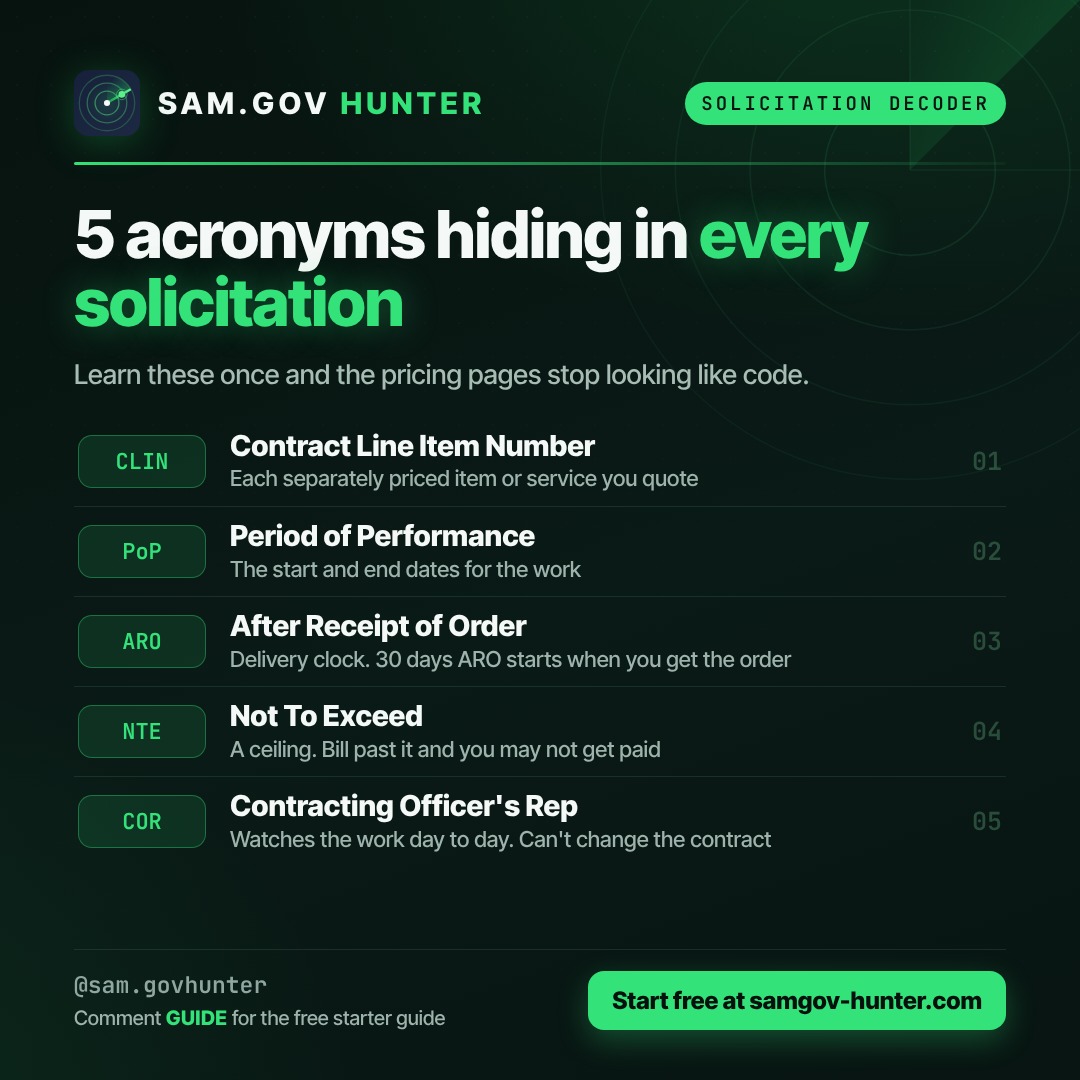 SAM.GOV HUNTER
SOLICITATION DECODER
5 acronyms hiding in every
solicitation
Learn these once and the pricing pages stop looking like code.
CLIN
Contract Line Item Number
Each separately priced item or service you quote
01
PoP
Period of Performance
The start and end dates for the work
02
ARO
After Receipt of Order
Delivery clock. 30 days ARO starts when you get the order
03
NTE
Not To Exceed
A ceiling. Bill past it and you may not get paid
04
COR
Contracting Officer's Rep
Watches the work day to day. Can't change the contract
05
@sam.govhunter
Comment GUIDE for the free starter guide
Start free at samgov-hunter.com